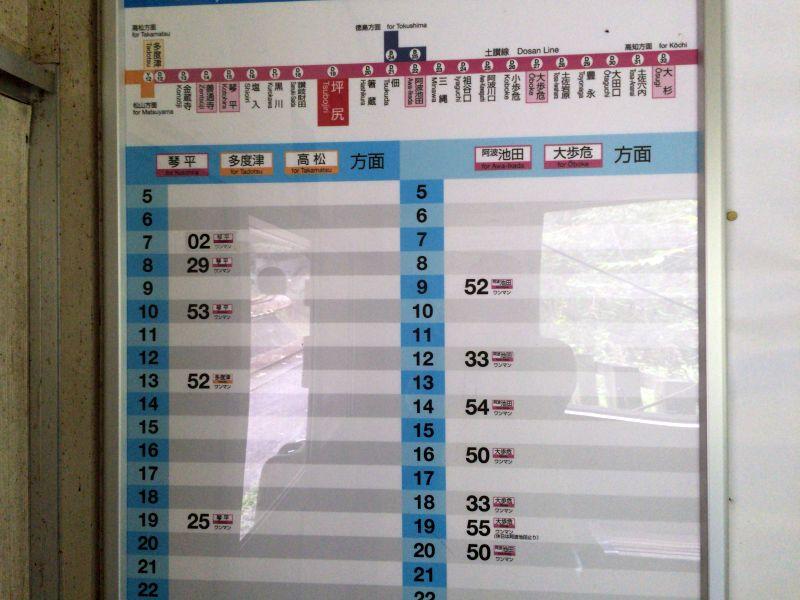 高松方面
for Takamatsu
徳島方面 for Tokushima
土讃線 Dosan Line
高知方面 for Kōchi
多度津
Tadotsu
松山方面
for Matsuyama
金蔵寺
Konzōji
善通寺
Zentsūji
琴平
Kotohira
塩入
Shioiri
黒川
Kurokawa
讃岐財田
坪尻
Tsubojiri
箸蔵
Hashikura
佃
Tsukuda
阿波池田
Awa-Ikeda
三縄
Minawa
祖谷口
Iyaguchi
阿波川口
小歩危
Koboke
大歩危
Ōboke
土佐岩原
豊永
Toyonaga
大田口
Ōtaguchi
土佐穴内
大杉
Ōsugi
琴平
for Kotohira
多度津
for Tadotsu
高松
for Takamatsu
方面
阿波池田
for Awa-Ikeda
大歩危
for Ōboke
方面
5
6
7 02 琴平 ワンマン
8 29 琴平 ワンマン
9
10 53 琴平 ワンマン
11
12
13 52 多度津 ワンマン
14
15
16
17
18
19 25 琴平 ワンマン
20
21
22
5
6
7
8
9 52 阿波池田 ワンマン
10
11
12 33 阿波池田 ワンマン
13
14 54 阿波池田 ワンマン
15
16 50 大歩危 ワンマン
17
18 33 大歩危 ワンマン
19 55 大歩危 ワンマン
(休日は阿波池田止り)
20 50 阿波池田 ワンマン
21
22